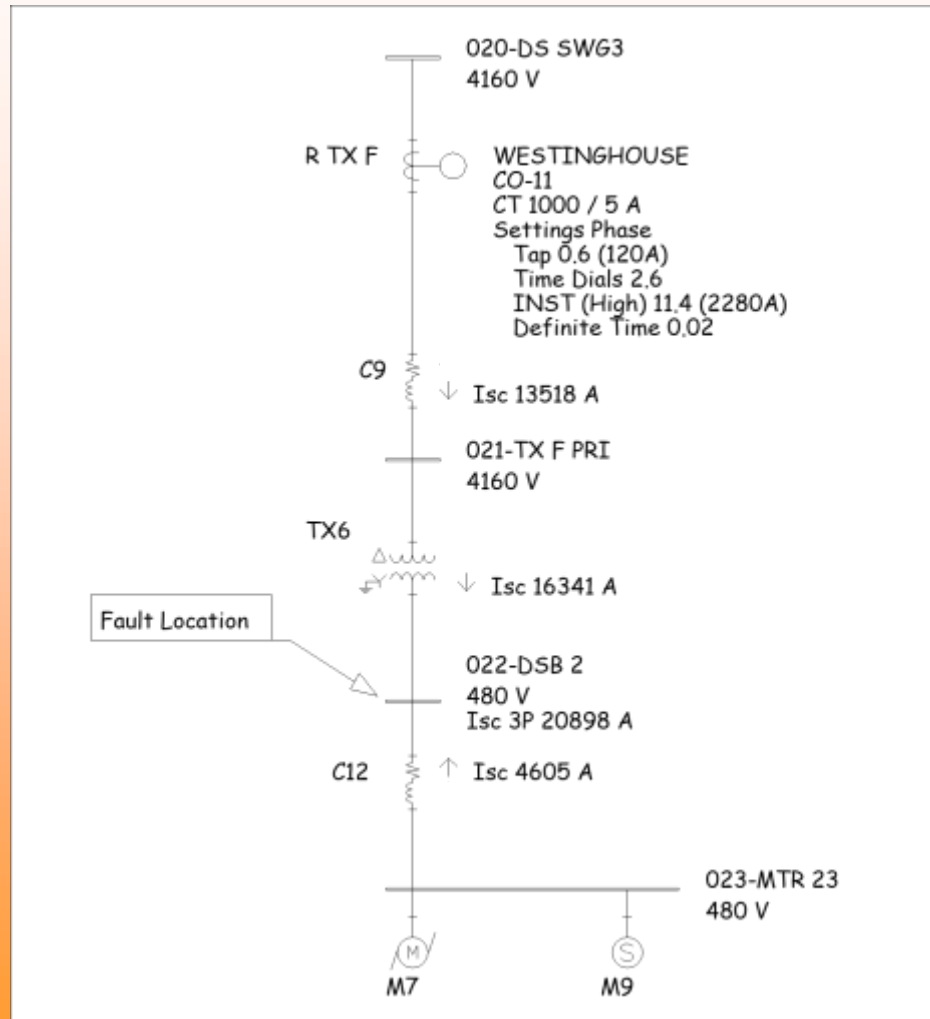 020-DS SWG3
4160 V
R TX F
WESTINGHOUSE
CO-11
CT 1000 / 5 A
Settings Phase
Tap 0.6 (120A)
Time Dials 2.6
INST (High) 11.4 (2280A)
Definite Time 0.02
C9
Isc 13518 A
021-TX F PRI
4160 V
TX6
Isc 16341 A
Fault Location
022-DSB 2
480 V
Isc 3P 20898 A
C12
Isc 4605 A
023-MTR 23
480 V
M
S
M7
M9